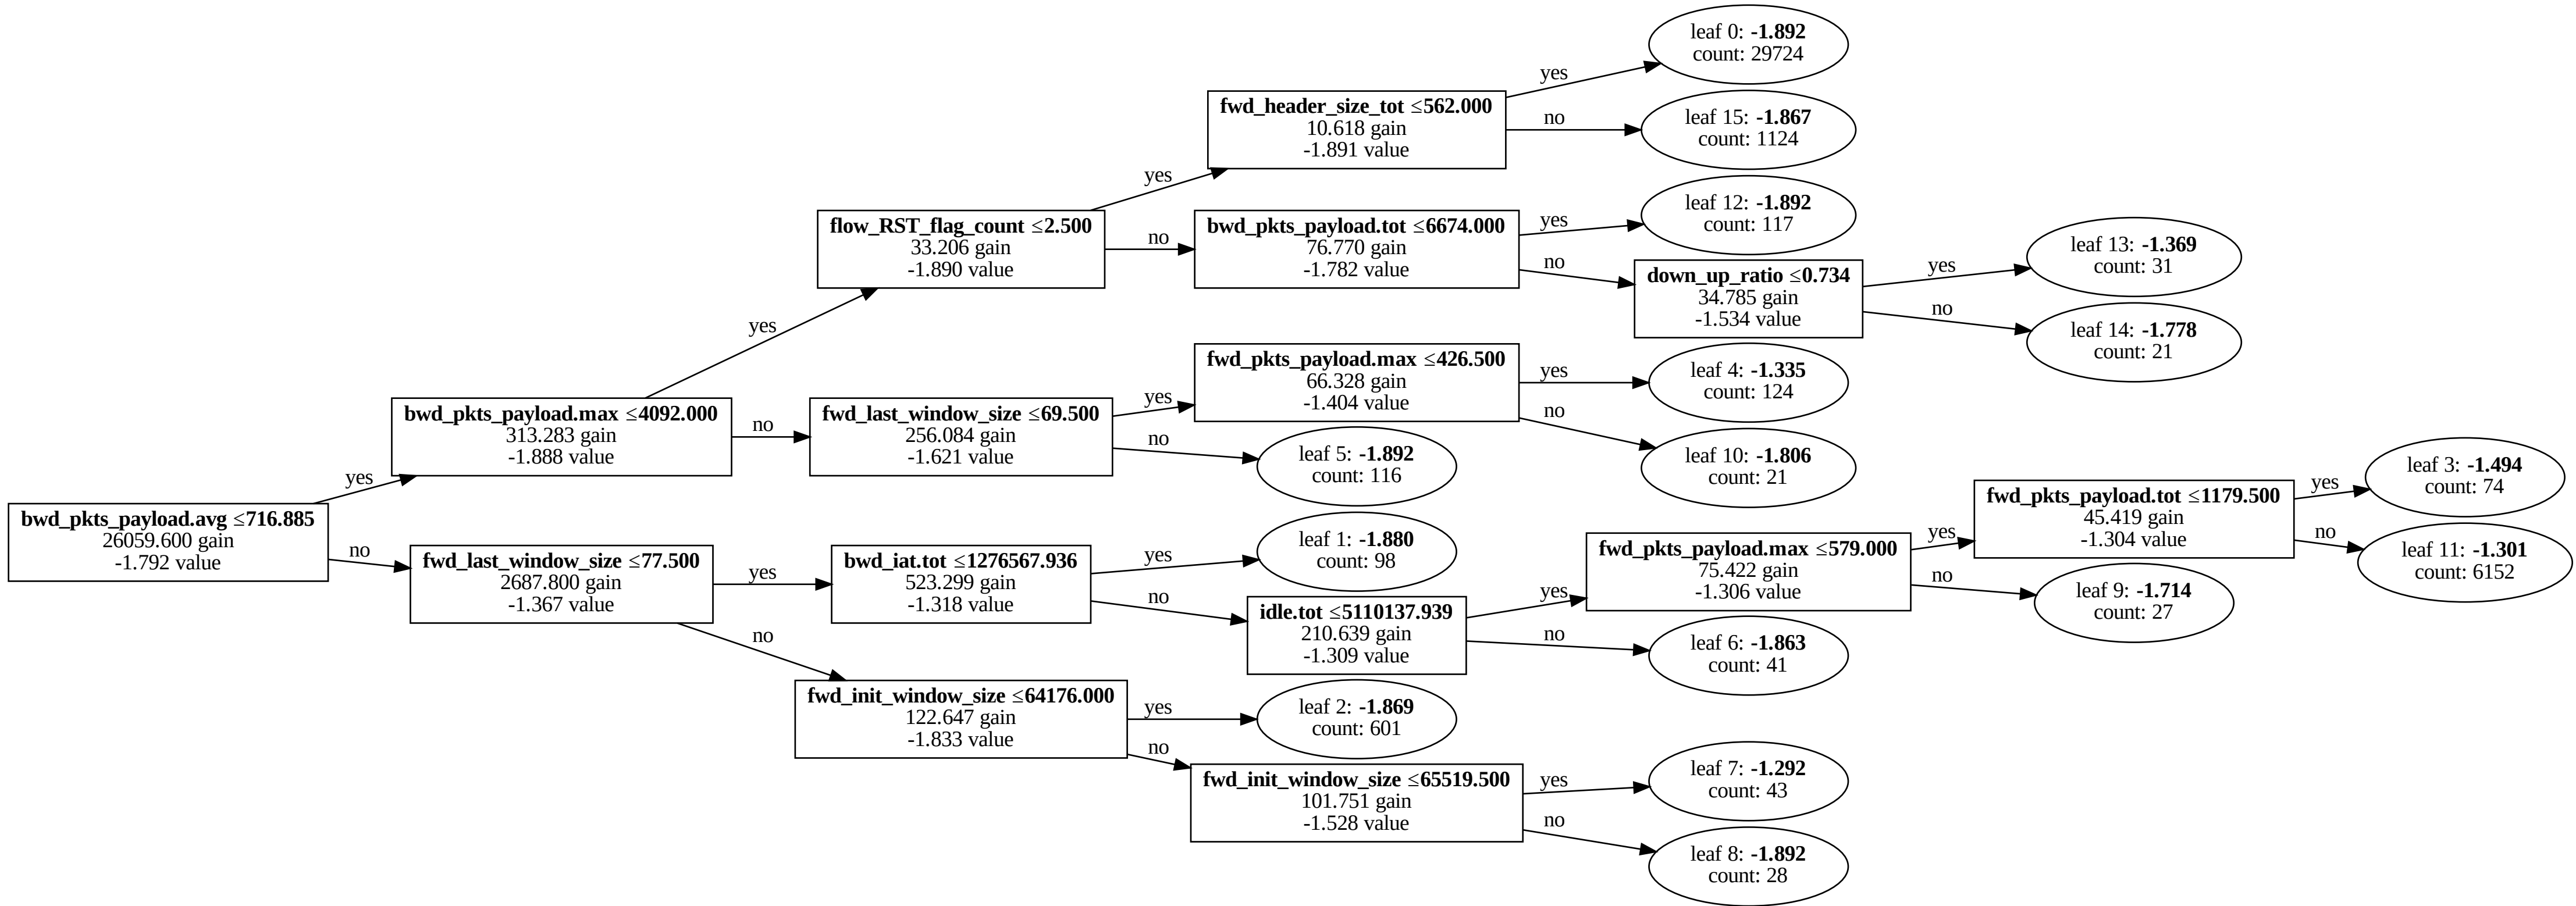 bwd_pkts_payload.avg ≤716.885
26059.600 gain
-1.792 value
yes
no
bwd_pkts_payload.max ≤4092.000
313.283 gain
-1.888 value
yes
no
fwd_last_window_size ≤77.500
2687.800 gain
-1.367 value
yes
no
flow_RST_flag_count ≤2.500
33.206 gain
-1.890 value
yes
no
fwd_last_window_size ≤69.500
256.084 gain
-1.621 value
yes
no
bwd_iat.tot ≤1276567.936
523.299 gain
-1.318 value
yes
no
fwd_init_window_size ≤64176.000
122.647 gain
-1.833 value
yes
no
fwd_header_size_tot ≤562.000
10.618 gain
-1.891 value
yes
no
bwd_pkts_payload.tot ≤6674.000
76.770 gain
-1.782 value
yes
no
fwd_pkts_payload.max ≤426.500
66.328 gain
-1.404 value
yes
no
leaf 5: -1.892
count: 116
leaf 1: -1.880
count: 98
idle.tot ≤5110137.939
210.639 gain
-1.309 value
yes
no
leaf 2: -1.869
count: 601
fwd_init_window_size ≤65519.500
101.751 gain
-1.528 value
yes
no
leaf 0: -1.892
count: 29724
leaf 15: -1.867
count: 1124
leaf 12: -1.892
count: 117
down_up_ratio ≤0.734
34.785 gain
-1.534 value
yes
no
leaf 4: -1.335
count: 124
leaf 10: -1.806
count: 21
fwd_pkts_payload.max ≤579.000
75.422 gain
-1.306 value
yes
no
leaf 6: -1.863
count: 41
leaf 7: -1.292
count: 43
leaf 8: -1.892
count: 28
leaf 13: -1.369
count: 31
leaf 14: -1.778
count: 21
fwd_pkts_payload.tot ≤1179.500
45.419 gain
-1.304 value
yes
no
leaf 9: -1.714
count: 27
leaf 3: -1.494
count: 74
leaf 11: -1.301
count: 6152